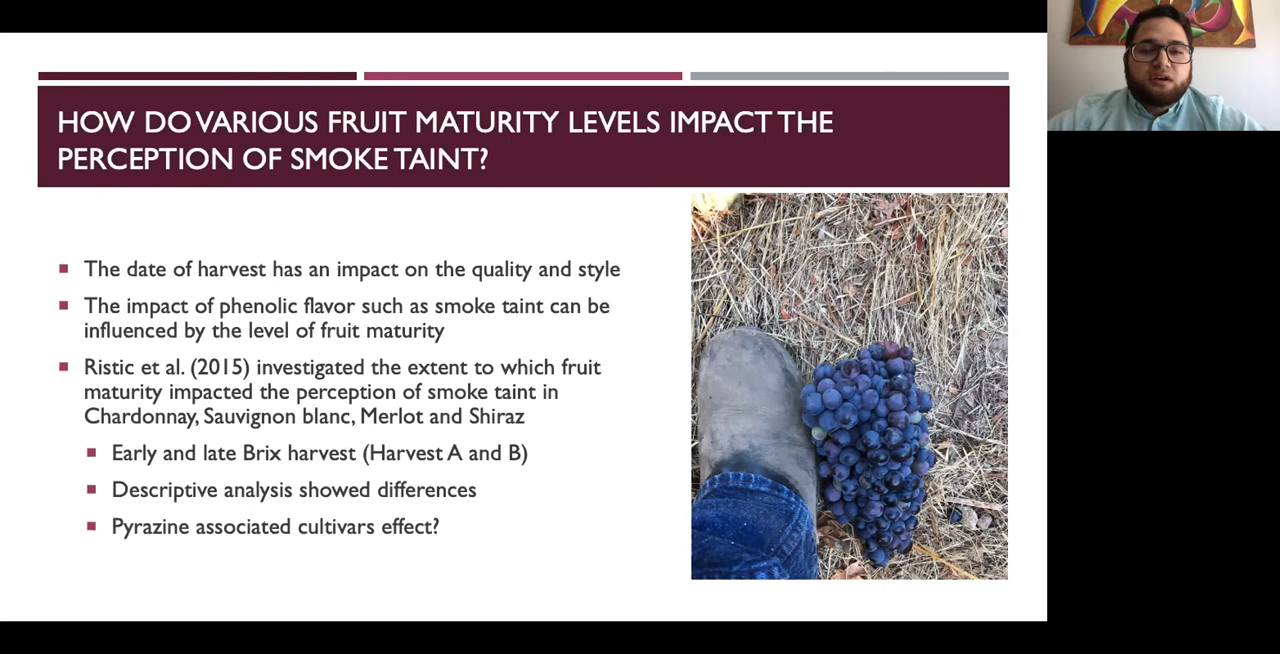 HOW DO VARIOUS FRUIT MATURITY LEVELS IMPACT THE
PERCEPTION OF SMOKE TAINT?
The date of harvest has an impact on the quality and style
The impact of phenolic flavor such as smoke taint can be
influenced by the level of fruit maturity
Ristic et al. (2015) investigated the extent to which fruit
maturity impacted the perception of smoke taint in
Chardonnay, Sauvignon blanc, Merlot and Shiraz
Early and late Brix harvest (Harvest A and B)
Descriptive analysis showed differences
Pyrazine associated cultivars effect?